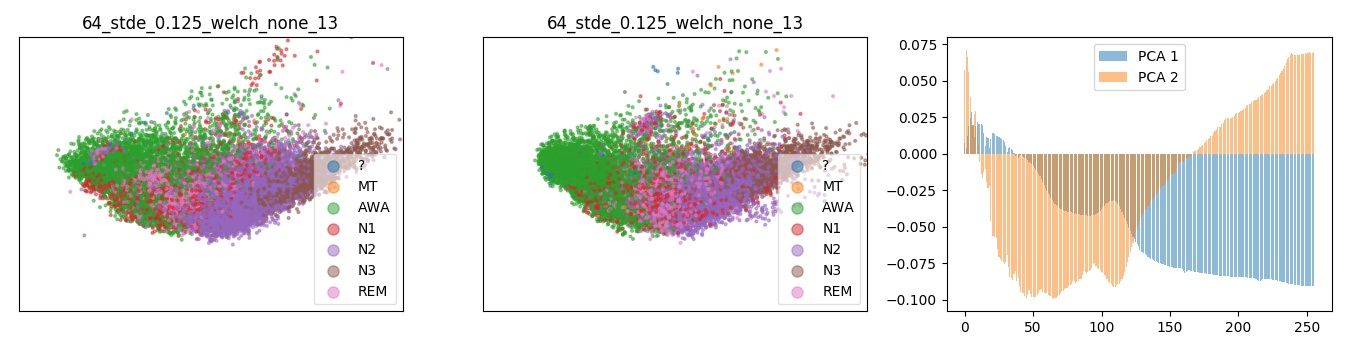 64_stde_0.125_welch_none_13
?
MT
AWA
N1
N2
N3
REM
64_stde_0.125_welch_none_13
?
MT
AWA
N1
N2
N3
REM
PCA 1
PCA 2
0.075
0.050
0.025
0.000
−0.025
−0.050
−0.075
−0.100
0 50 100 150 200 250